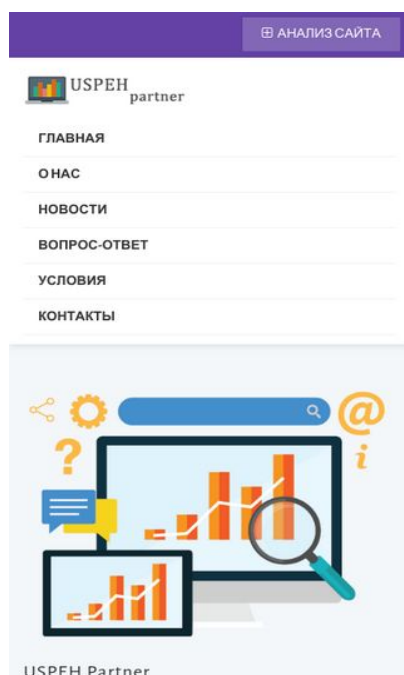 АНАЛИЗ САЙТА
USPEH
partner
ГЛАВНАЯ
О НАС
НОВОСТИ
ВОПРОС-ОТВЕТ
УСЛОВИЯ
КОНТАКТЫ
@
?
i
USPEH Partner